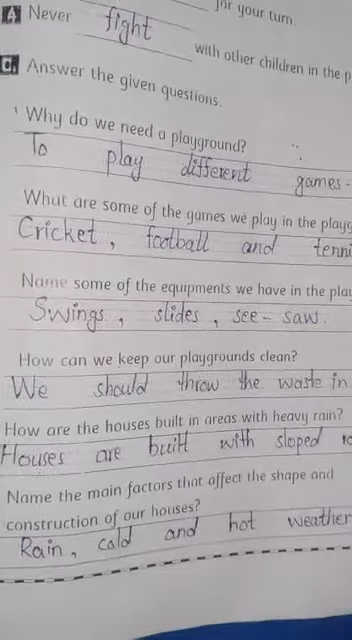 for your turn.
4 Never fight
with other children in the p
C. Answer the given questions.
1 Why do we need a playground?
To play different games.
What are some of the games we play in the playg
Cricket, football and tenni
Name some of the equipments we have in the play
Swings, slides, see-saw.
How can we keep our playgrounds clean?
We should throw the waste in
How are the houses built in areas with heavy rain?
Houses are built with sloped ro
Name the main factors that affect the shape and
construction of our houses?
Rain, cold and hot weather